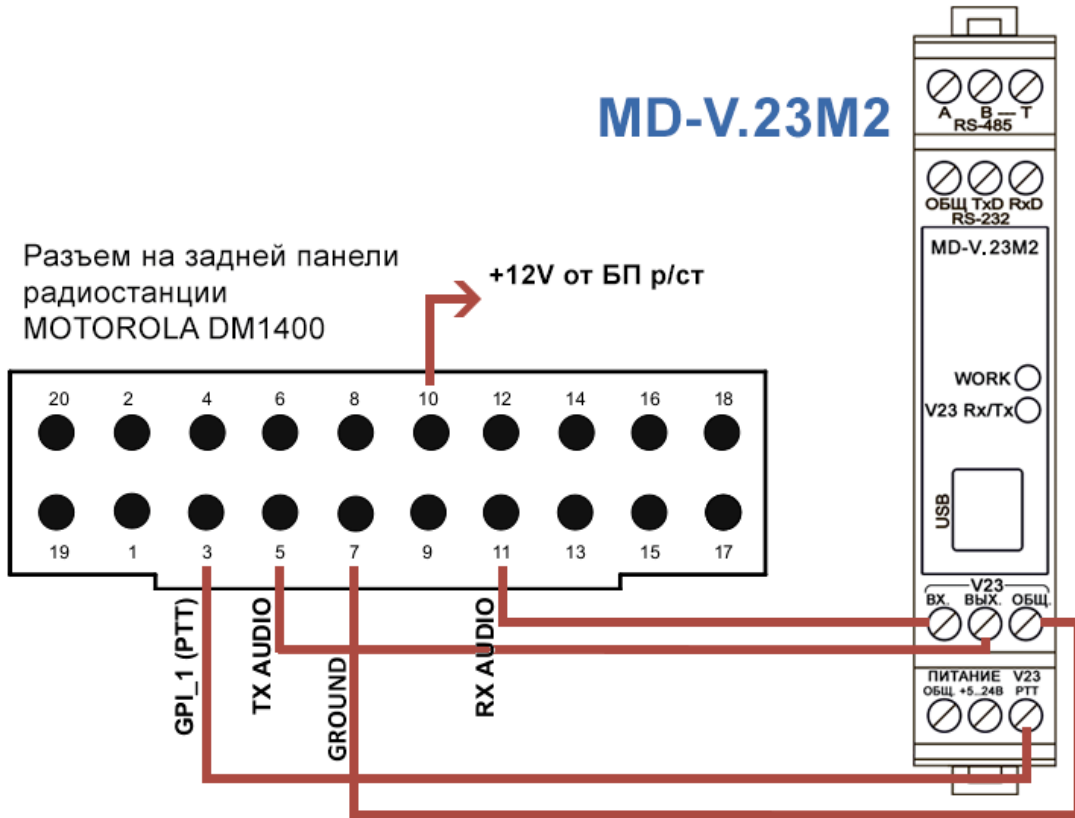 MD-V.23M2
A B — T
RS-485
ОБЩ TxD RxD
RS-232
MD-V.23M2
WORK
V23 Rx/Tx
USB
V23
ВХ. ВЫХ. ОБЩ.
ПИТАНИЕ V23
ОБЩ. +5..24В PTT
Разъем на задней панели
радиостанции
MOTOROLA DM1400
+12V от БП р/ст
20 2 4 6 8 10 12 14 16 18
19 1 3 5 7 9 11 13 15 17
GPI_1 (PTT)
TX AUDIO
GROUND
RX AUDIO